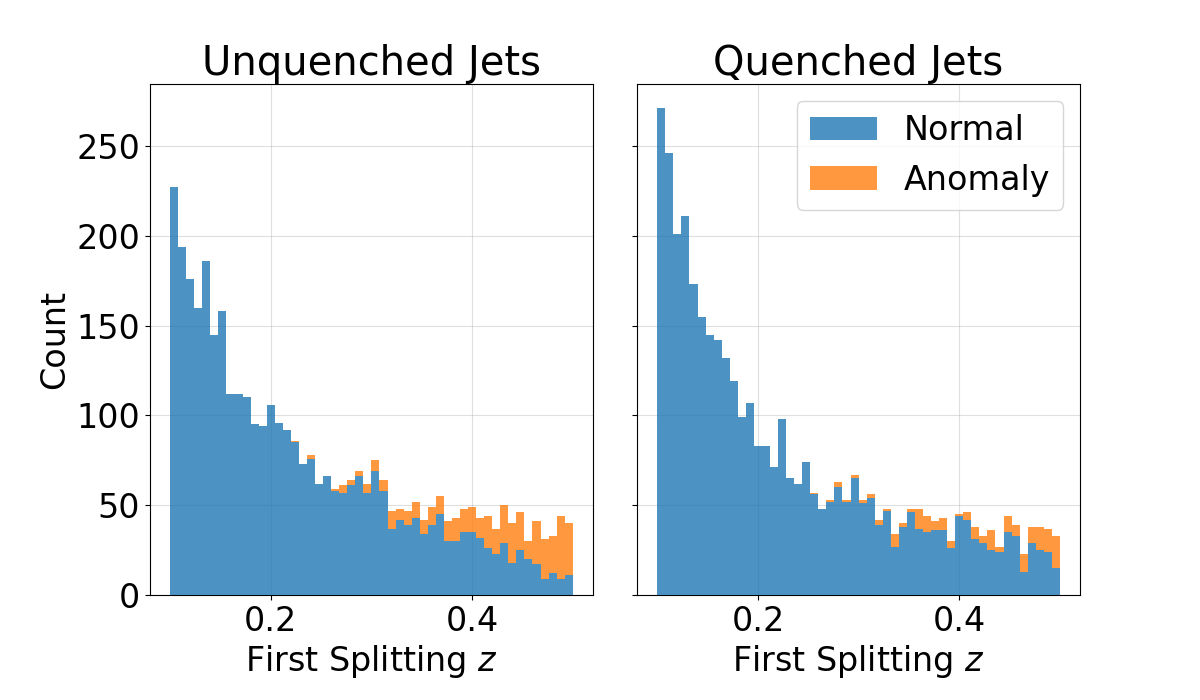 Unquenched Jets
Quenched Jets
Normal
Anomaly
Count
250
200
150
100
50
0
0.2
0.4
0.2
0.4
First Splitting z
First Splitting z